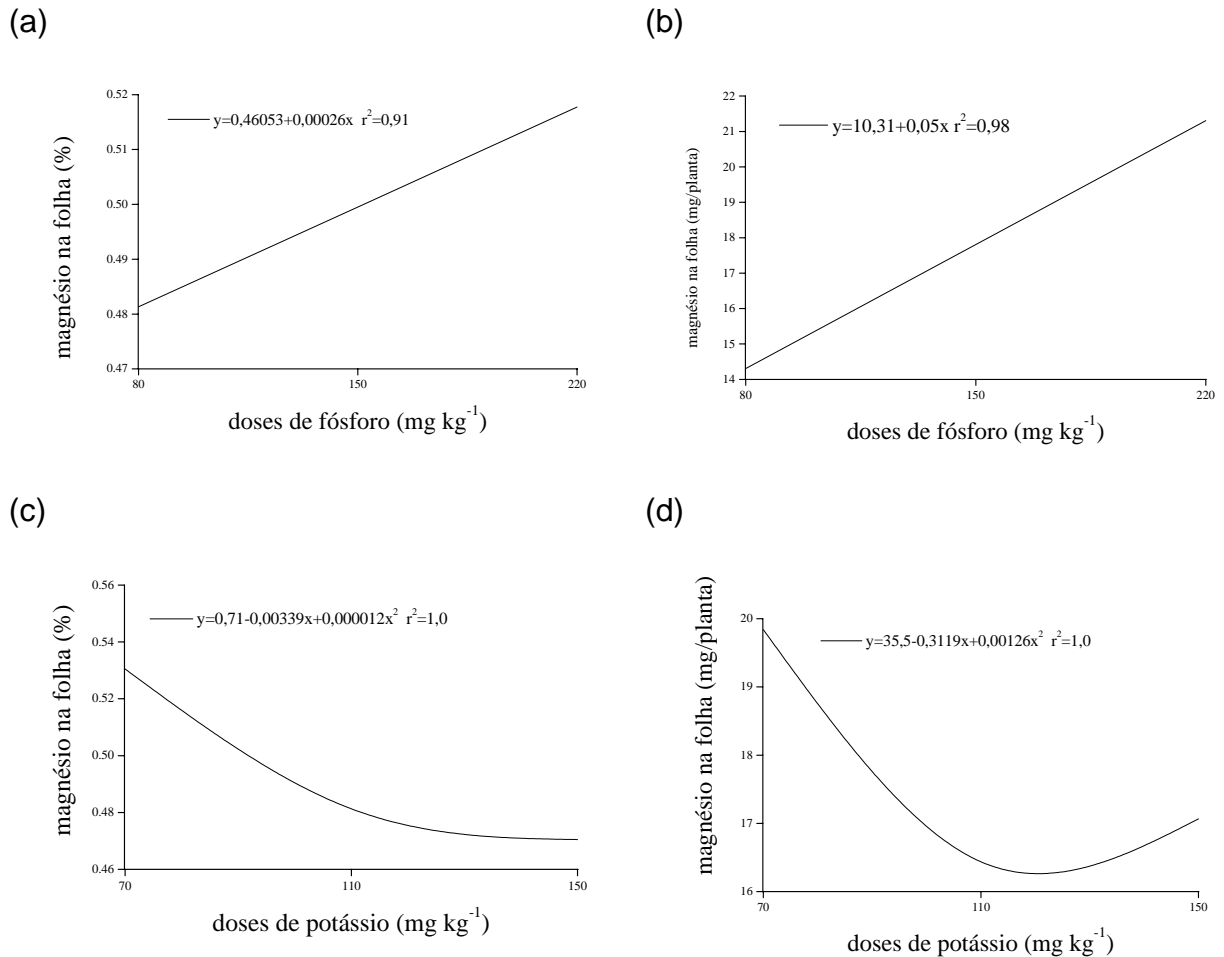 (a)
y=0,46053+0,00026x r²=0,91
magnésio na folha (%)
0.52
0.51
0.50
0.49
0.48
0.47
80
150
220
doses de fósforo (mg kg⁻¹)
(b)
y=10,31+0,05x r²=0,98
magnésio na folha (mg/planta)
22
21
20
19
18
17
16
15
14
80
150
220
doses de fósforo (mg kg⁻¹)
(c)
y=0,71-0,00339x+0,000012x² r²=1,0
magnésio na folha (%)
0.56
0.54
0.52
0.50
0.48
0.46
70
110
150
doses de potássio (mg kg⁻¹)
(d)
y=35,5-0,3119x+0,00126x² r²=1,0
magnésio na folha (mg/planta)
20
19
18
17
16
70
110
150
doses de potássio (mg kg⁻¹)